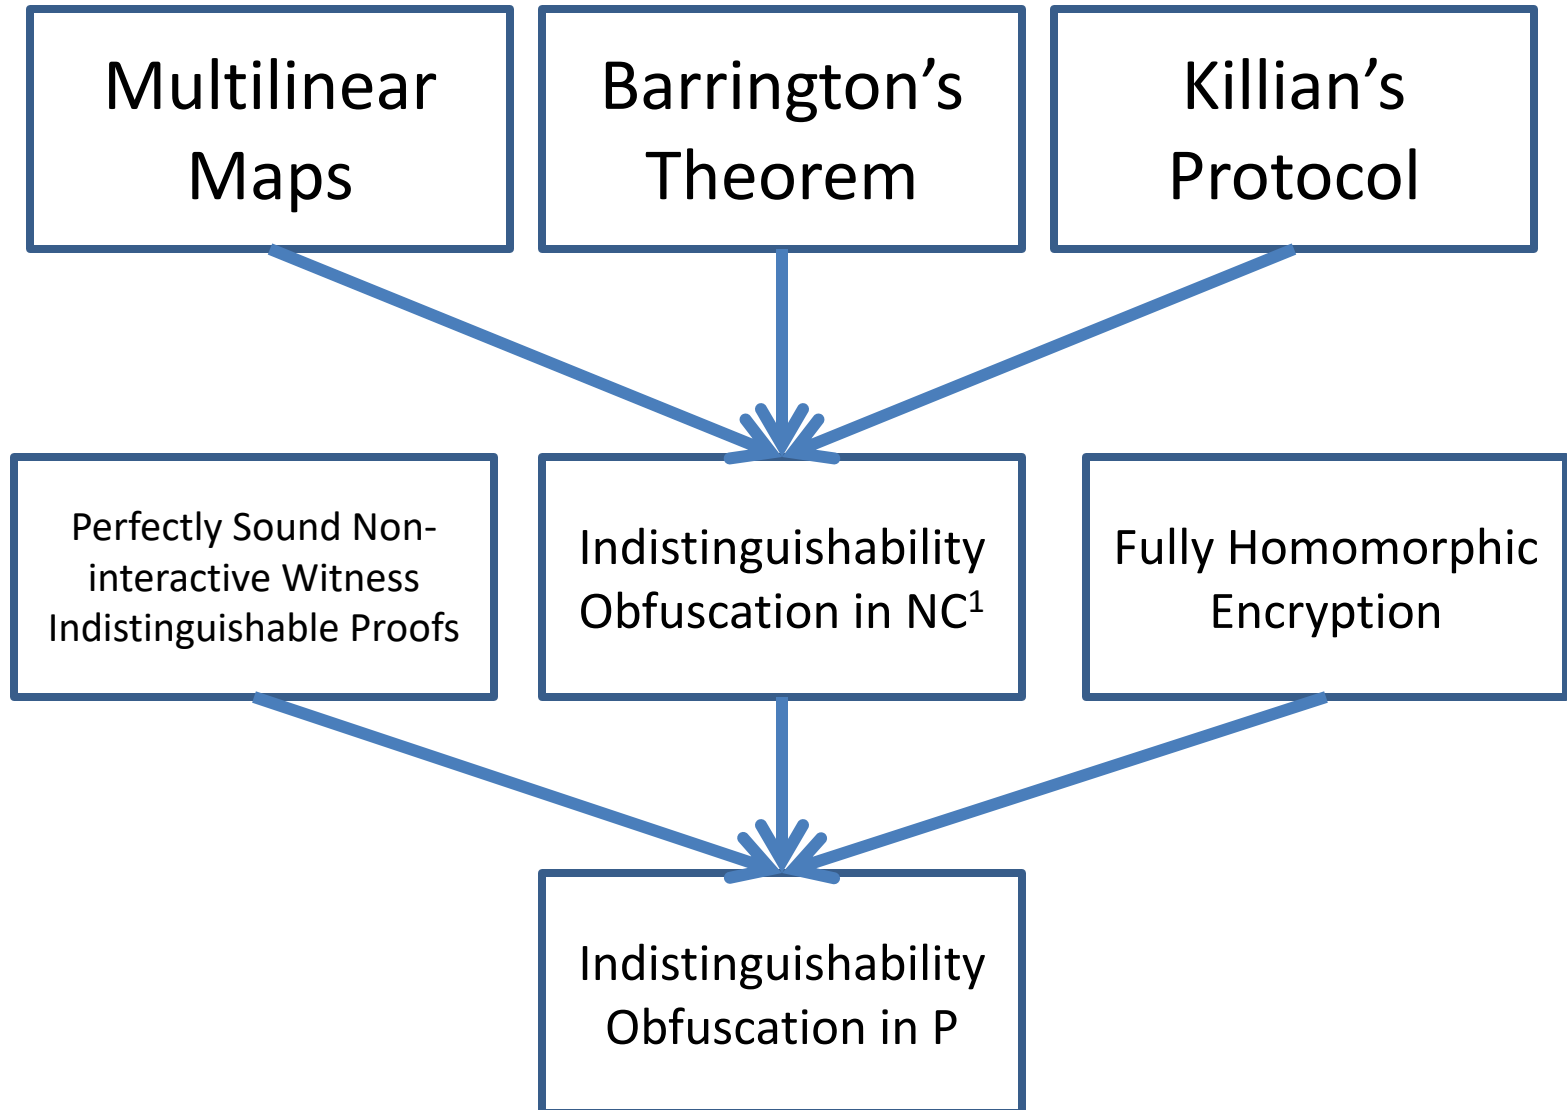 Multilinear
Maps
Barrington’s
Theorem
Killian’s
Protocol
Perfectly Sound Non-
interactive Witness
Indistinguishable Proofs
Indistinguishability
Obfuscation in NC¹
Fully Homomorphic
Encryption
Indistinguishability
Obfuscation in P